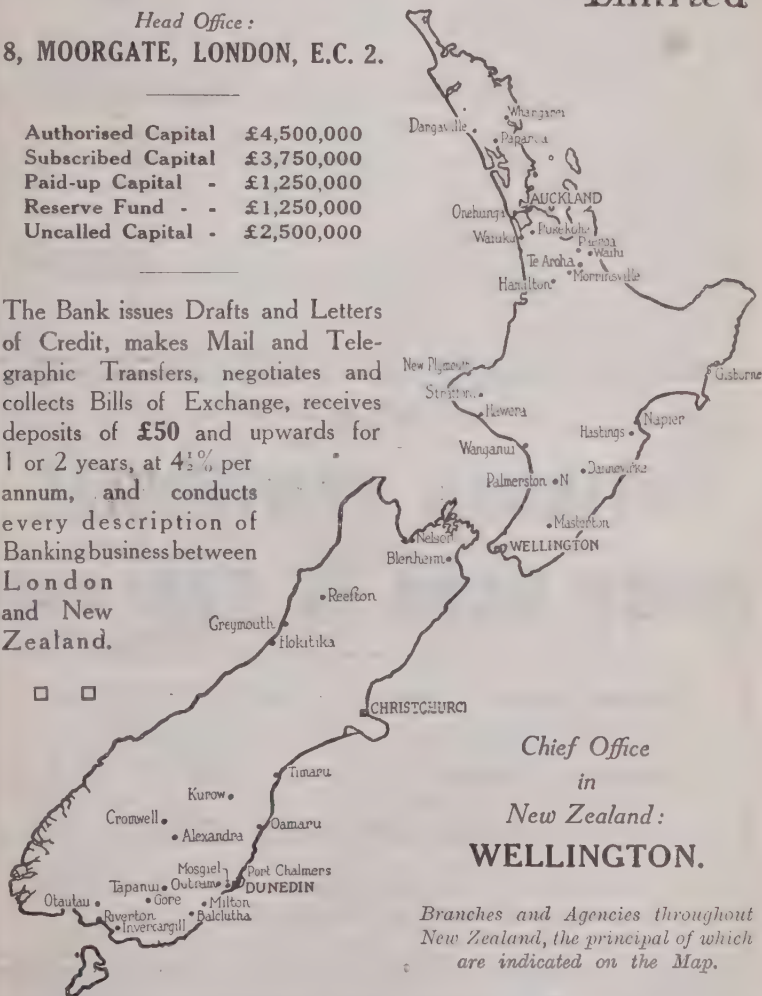 Limited
Head Office:
8, MOORGATE, LONDON, E.C. 2.
Authorised Capital £4,500,000
Subscribed Capital £3,750,000
Paid-up Capital - £1,250,000
Reserve Fund - - £1,250,000
Uncalled Capital - £2,500,000
The Bank issues Drafts and Letters
of Credit, makes Mail and Tele-
graphic Transfers, negotiates and
collects Bills of Exchange, receives
deposits of £50 and upwards for
1 or 2 years, at 4½% per
annum, and conducts
every description of
Banking business between
London
and New
Zealand.
Whangarei
Dargaville
Paparoa
AUCKLAND
Onehunga
Waiuku
Pukekohe
Paeroa
Waihi
Te Aroha
Morrinsville
Hamilton
New Plymouth
Stratford
Gisborne
Hawera
Napier
Hastings
Wanganui
Dannevirke
Palmerston N
Masterton
Nelson
WELLINGTON
Blenheim
Reefton
Greymouth
Hokitika
CHRISTCHURCH
Timaru
Kurow
Cromwell
Oamaru
Alexandra
Mosgiel
Port Chalmers
Tapanui
Outram
DUNEDIN
Otautau
Gore
Milton
Riverton
Balclutha
Invercargill
Chief Office
in
New Zealand:
WELLINGTON.
Branches and Agencies throughout
New Zealand, the principal of which
are indicated on the Map.